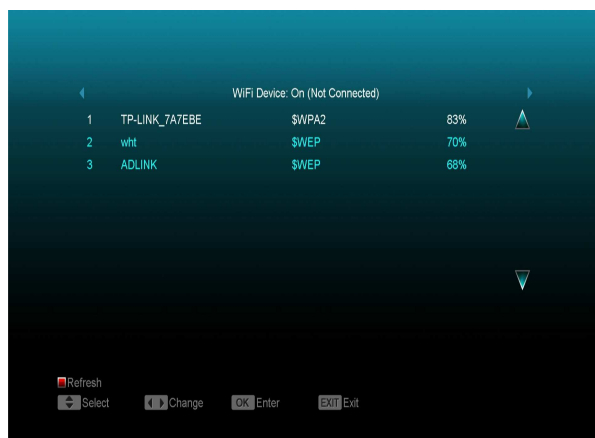 WiFi Device: On (Not Connected)
1 TP-LINK_7A7EBE $WPA2 83%
2 wht $WEP 70%
3 ADLINK $WEP 68%
Refresh
Select Change OK Enter EXIT Exit